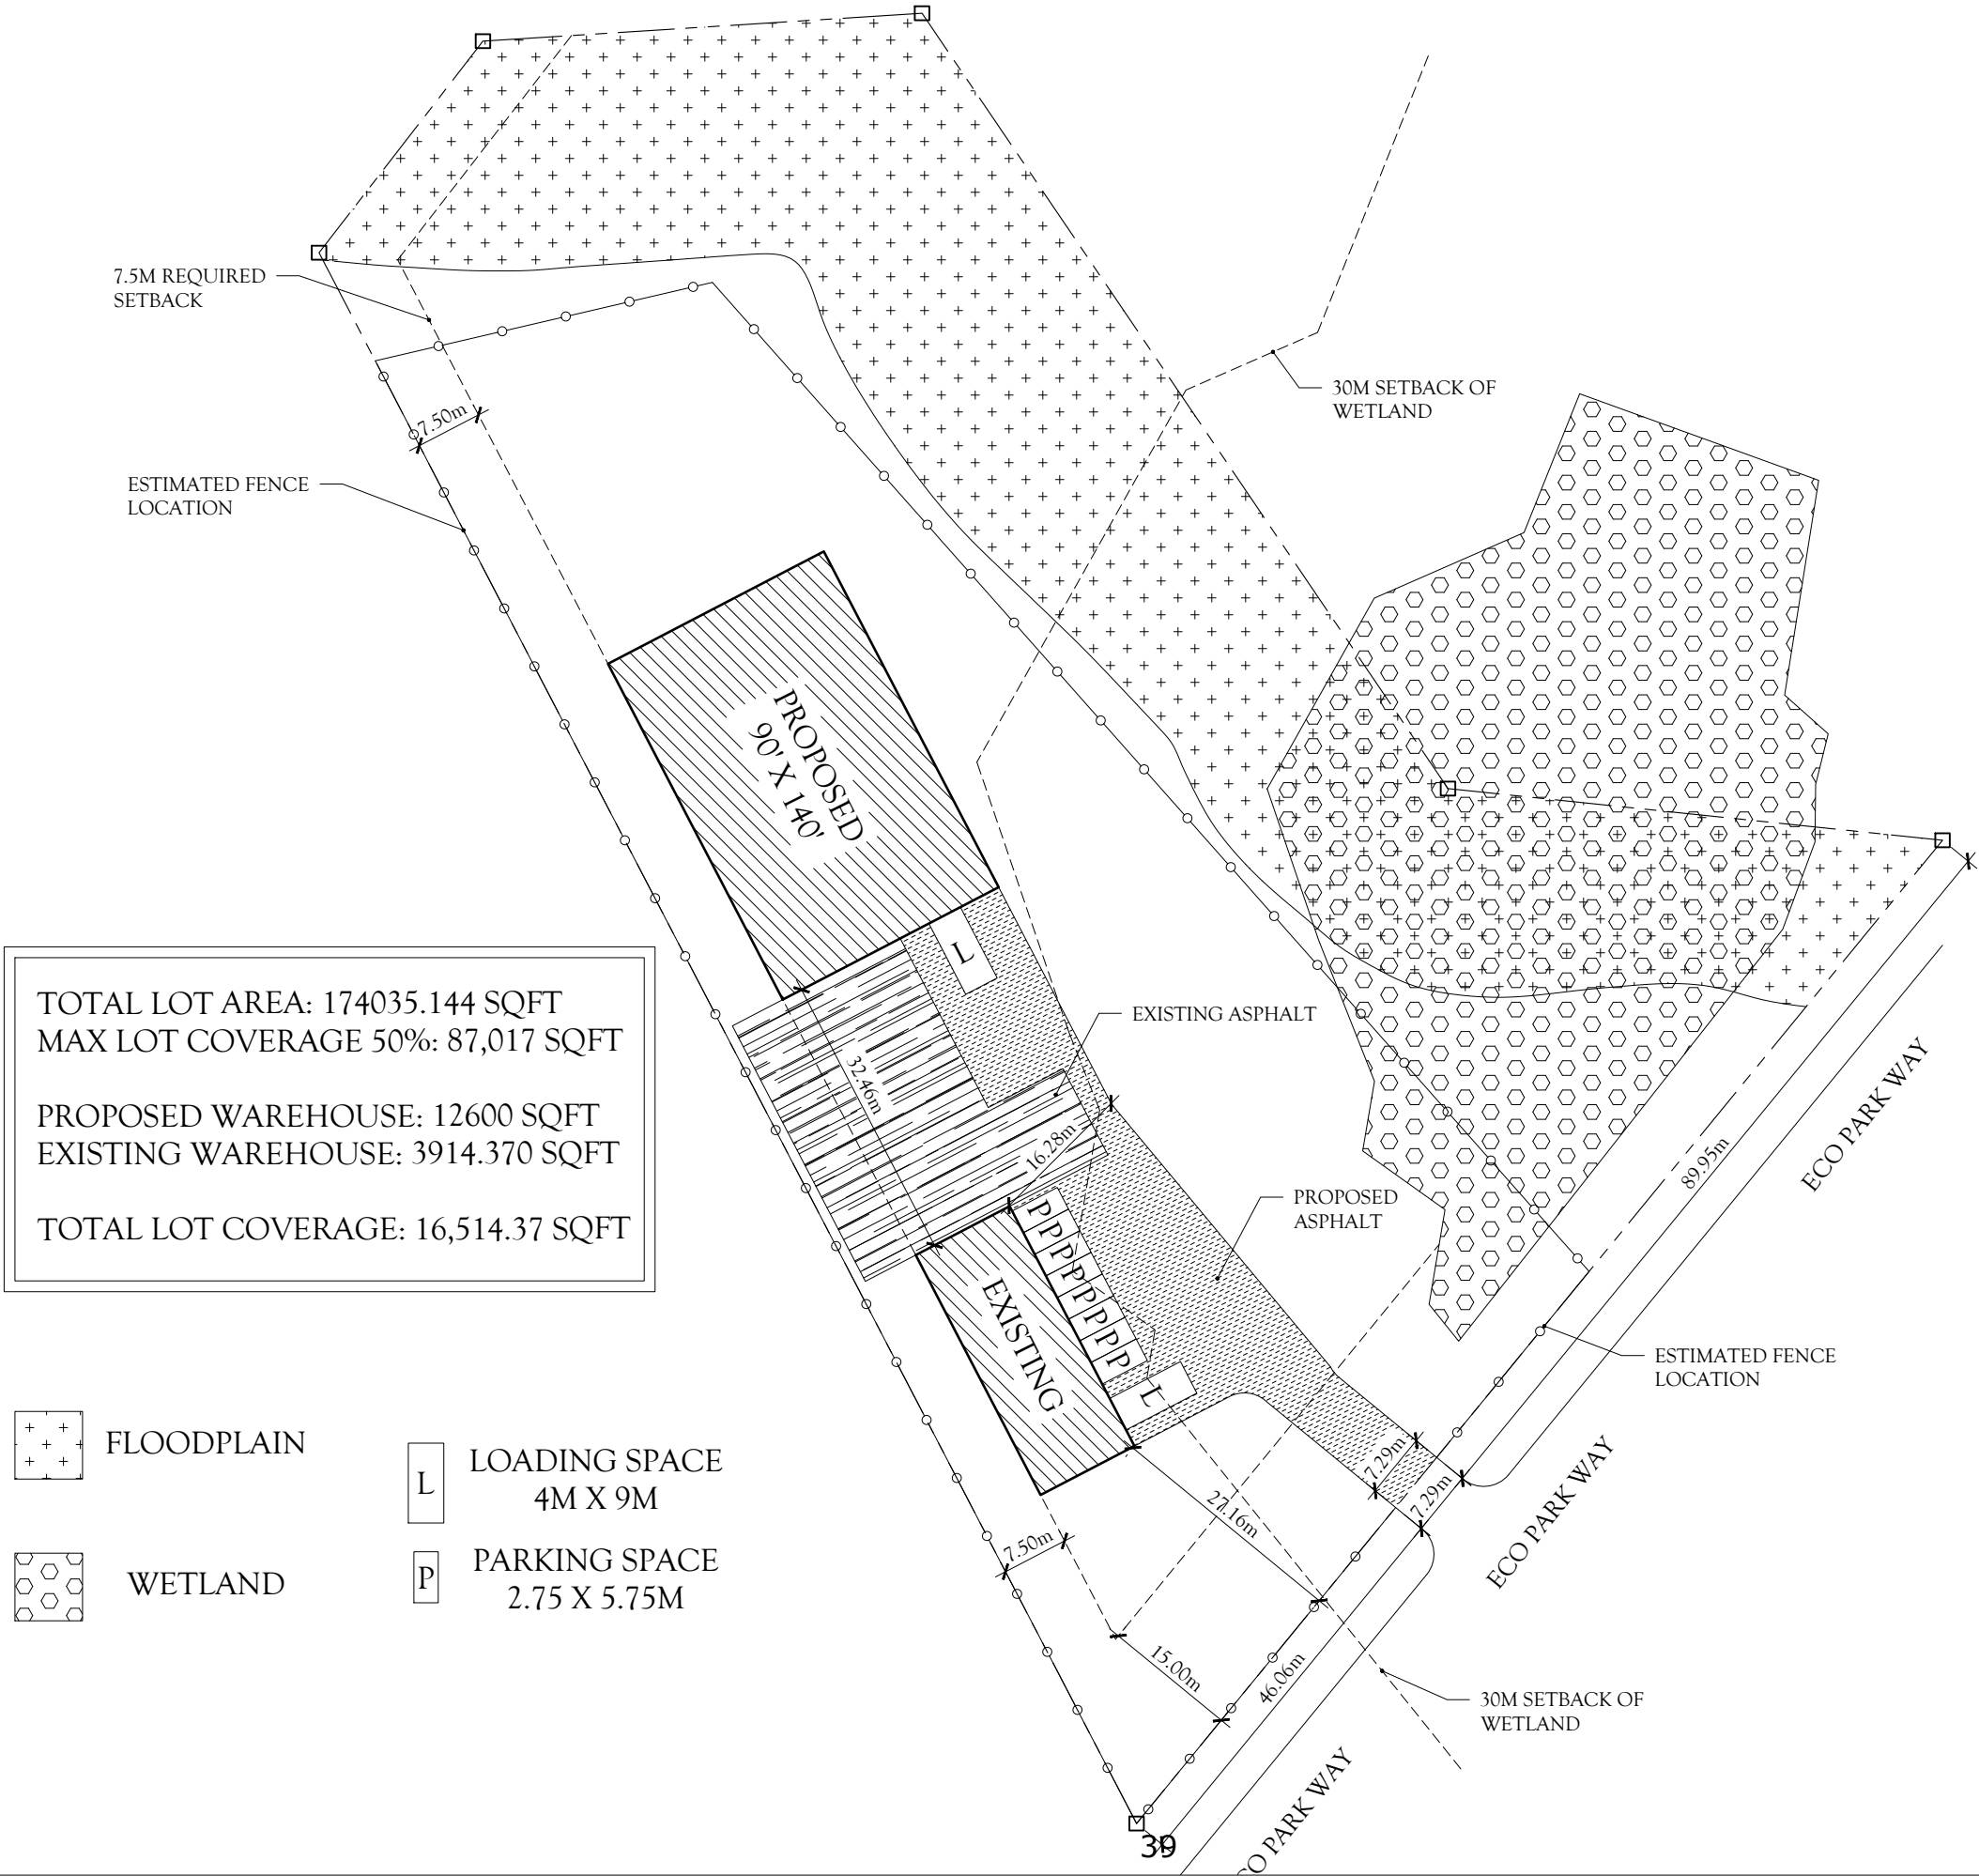 7.5M REQUIRED
SETBACK
30M SETBACK OF
WETLAND
7.50m
ESTIMATED FENCE
LOCATION
PROPOSED
90' X 140'
L
TOTAL LOT AREA: 174035.144 SQFT
MAX LOT COVERAGE 50%: 87,017 SQFT
PROPOSED WAREHOUSE: 12600 SQFT
EXISTING WAREHOUSE: 3914.370 SQFT
TOTAL LOT COVERAGE: 16,514.37 SQFT
EXISTING ASPHALT
32.46m
16.28m
PROPOSED
ASPHALT
89.95m
ECO PARK WAY
PPPPPPPP
EXISTING
L
ESTIMATED FENCE
LOCATION
FLOODPLAIN
L
LOADING SPACE
4M X 9M
7.29m
7.29m
27.16m
ECO PARK WAY
7.50m
WETLAND
P
PARKING SPACE
2.75 X 5.75M
15.00m
46.06m
30M SETBACK OF
WETLAND
CO PARK WAY
39